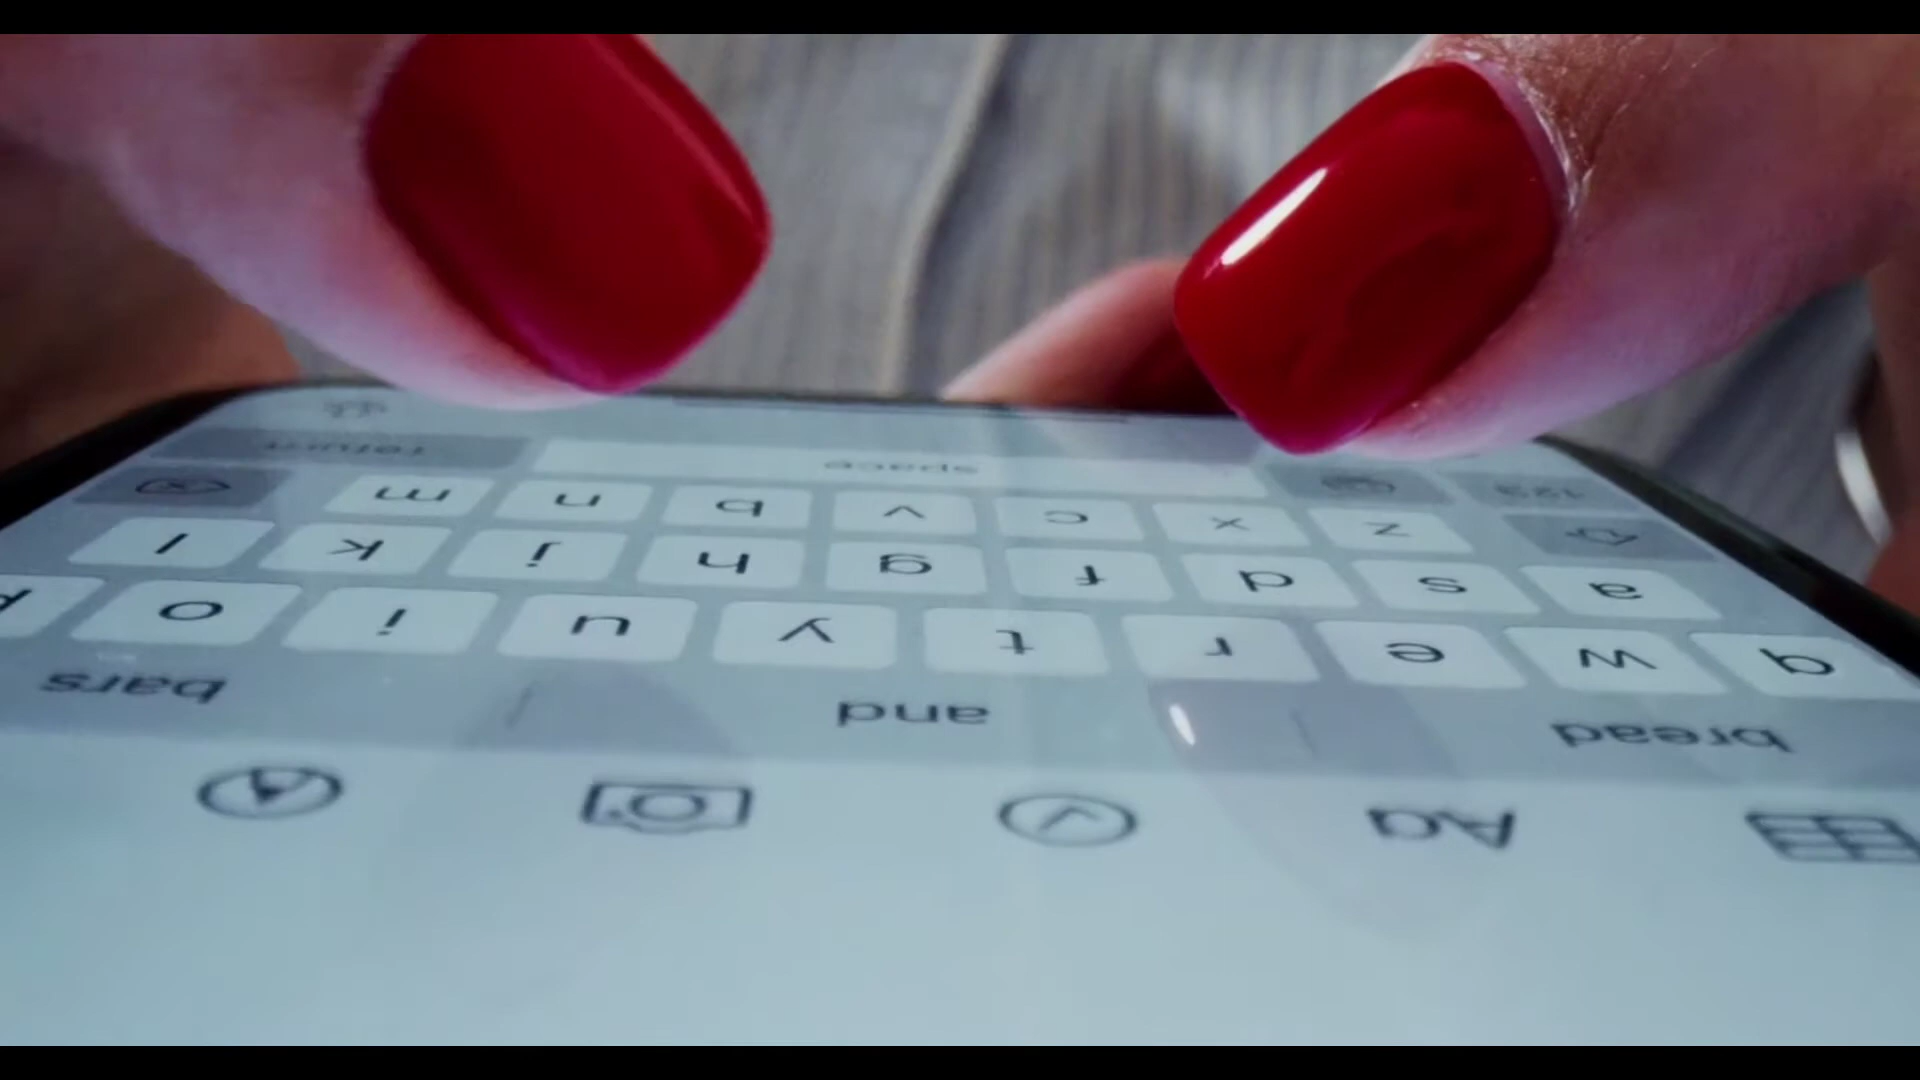 Aa
bread and bars
q w e r t y u i o p
a s d f g h j k l
z x c v b n m
123 space return